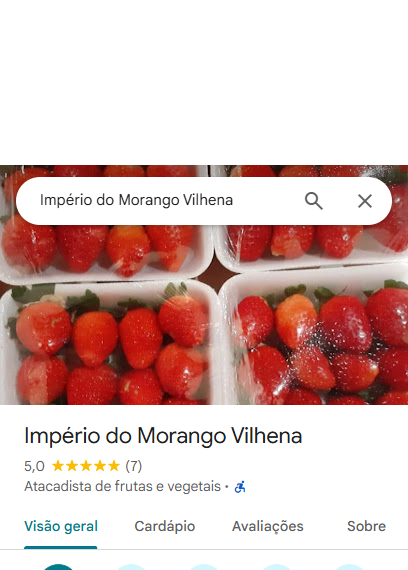 Império do Morango Vilhena
Império do Morango Vilhena
5,0 ★★★★★ (7)
Atacadista de frutas e vegetais ·
Visão geral Cardápio Avaliações Sobre